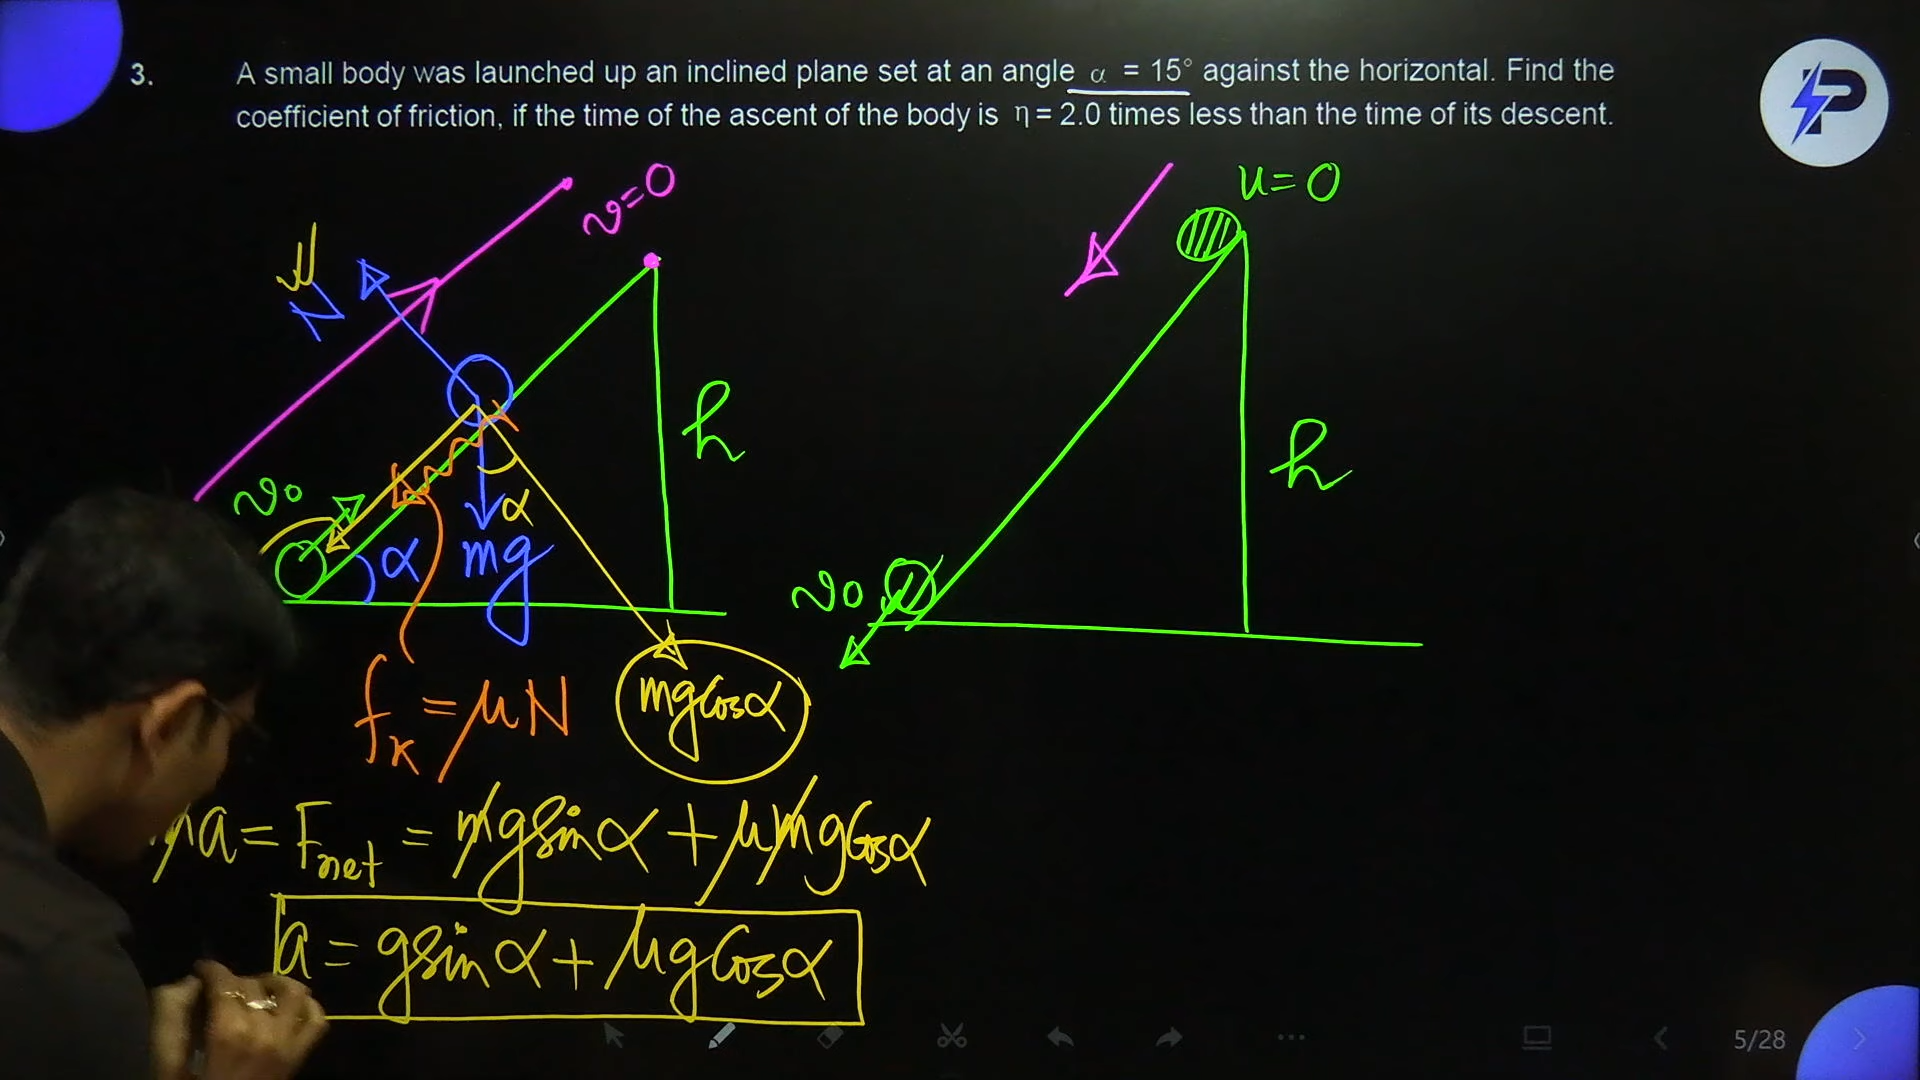 3. A small body was launched up an inclined plane set at an angle α = 15° against the horizontal. Find the
coefficient of friction, if the time of the ascent of the body is η = 2.0 times less than the time of its descent.
P
v=0
u=0
N
h
h
v0
α
mg
α
v0
fk = μN
mgcosα
ma = Fnet = mgsinα + μmgcosα
a = gsinα + μgcosα
5/28